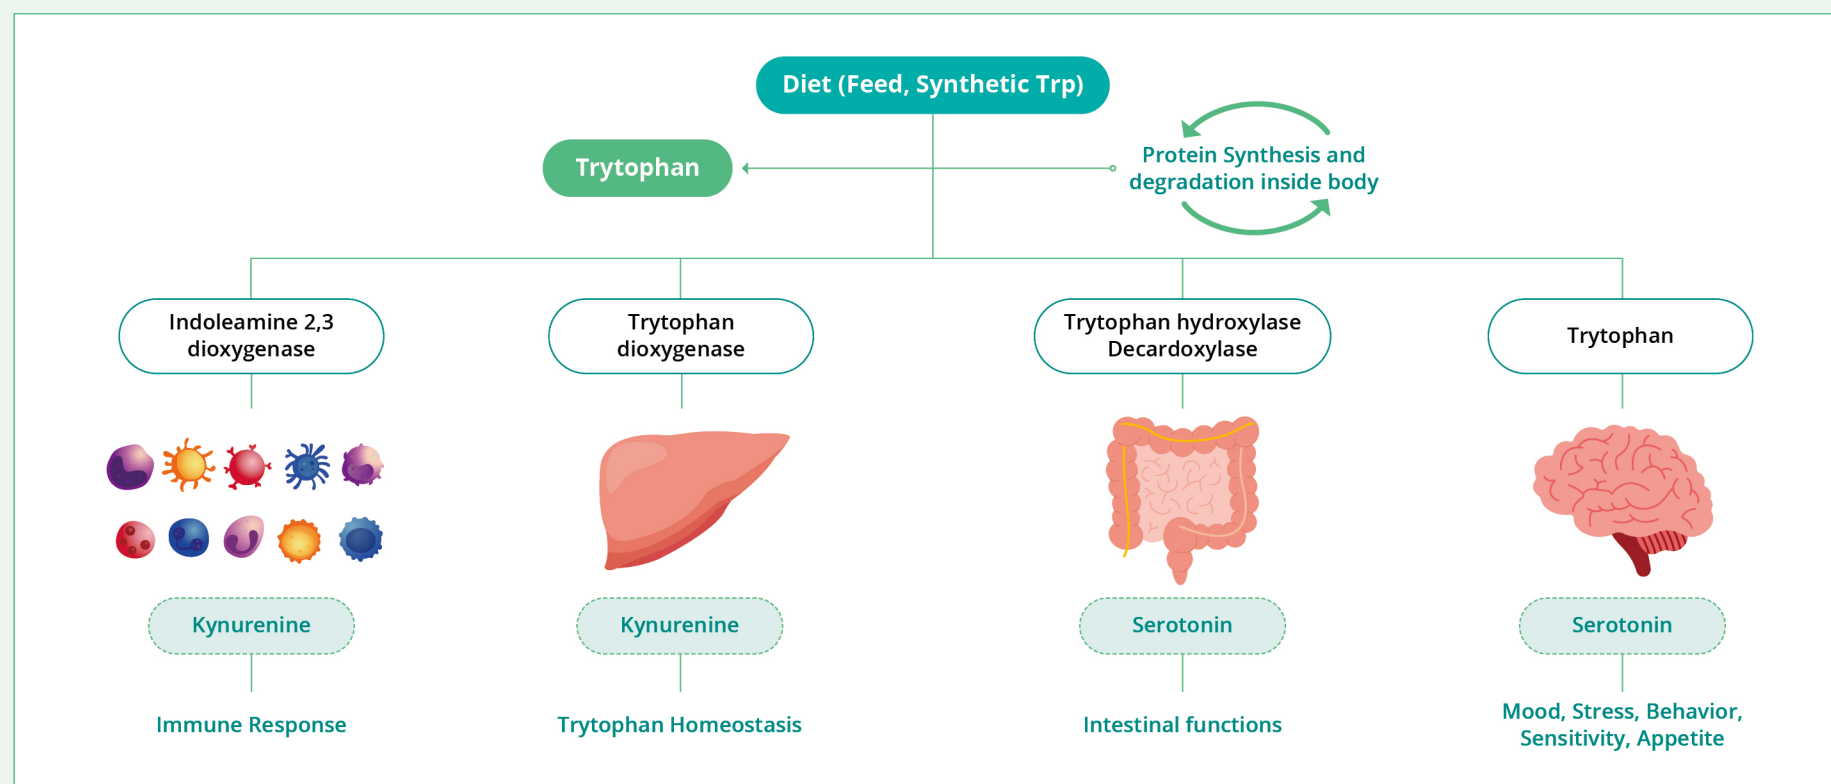 Diet (Feed, Synthetic Trp)
Trytophan
Protein Synthesis and
degradation inside body
Indoleamine 2,3
dioxygenase
Trytophan
dioxygenase
Trytophan hydroxylase
Decardoxylase
Trytophan
Kynurenine
Kynurenine
Serotonin
Serotonin
Immune Response
Trytophan Homeostasis
Intestinal functions
Mood, Stress, Behavior,
Sensitivity, Appetite